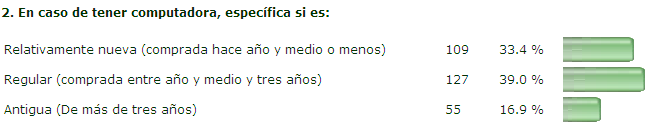 2. En caso de tener computadora, específica si es:
Relativamente nueva (comprada hace año y medio o menos) 109 33.4 %
Regular (comprada entre año y medio y tres años) 127 39.0 %
Antigua (De más de tres años) 55 16.9 %